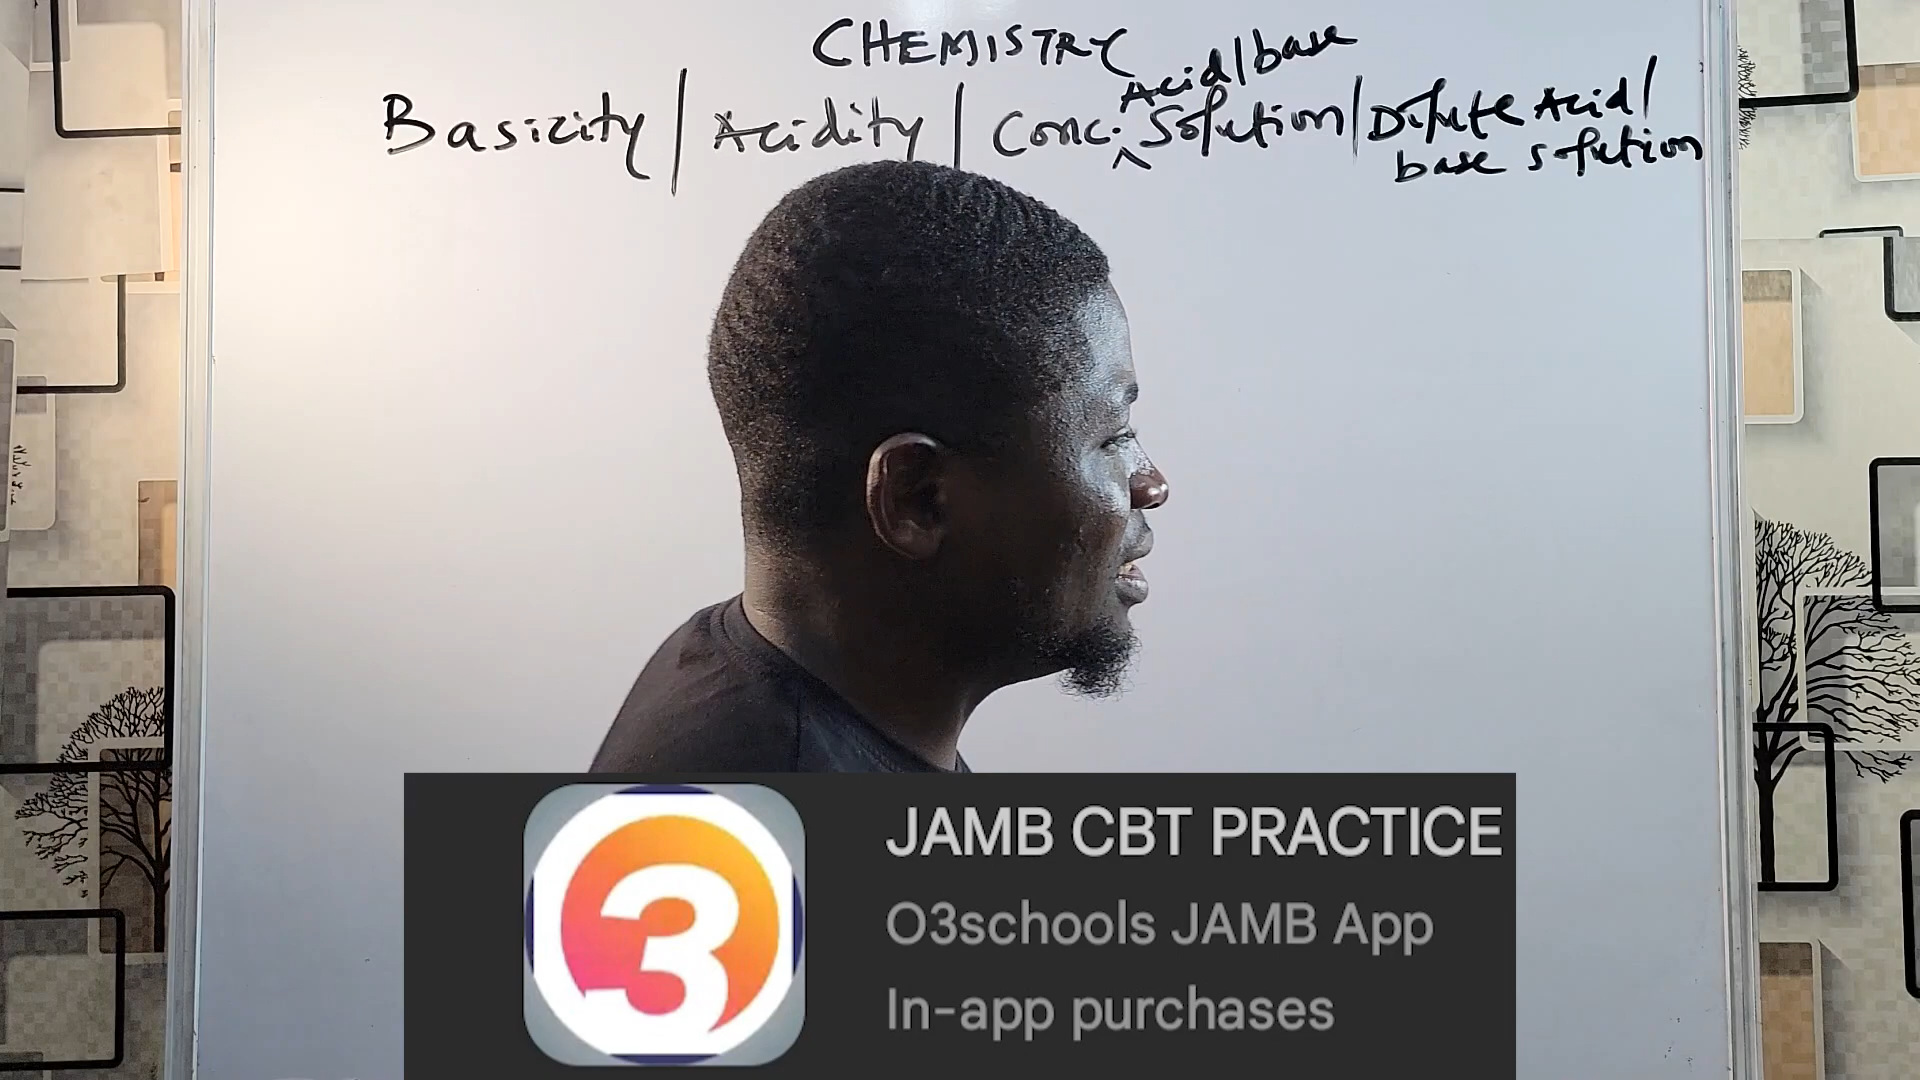 CHEMISTRY
Acid/base
Basicity / Acidity / Conc. ^ Solution / Dilute Acid /
base solution
3
JAMB CBT PRACTICE
O3schools JAMB App
In-app purchases